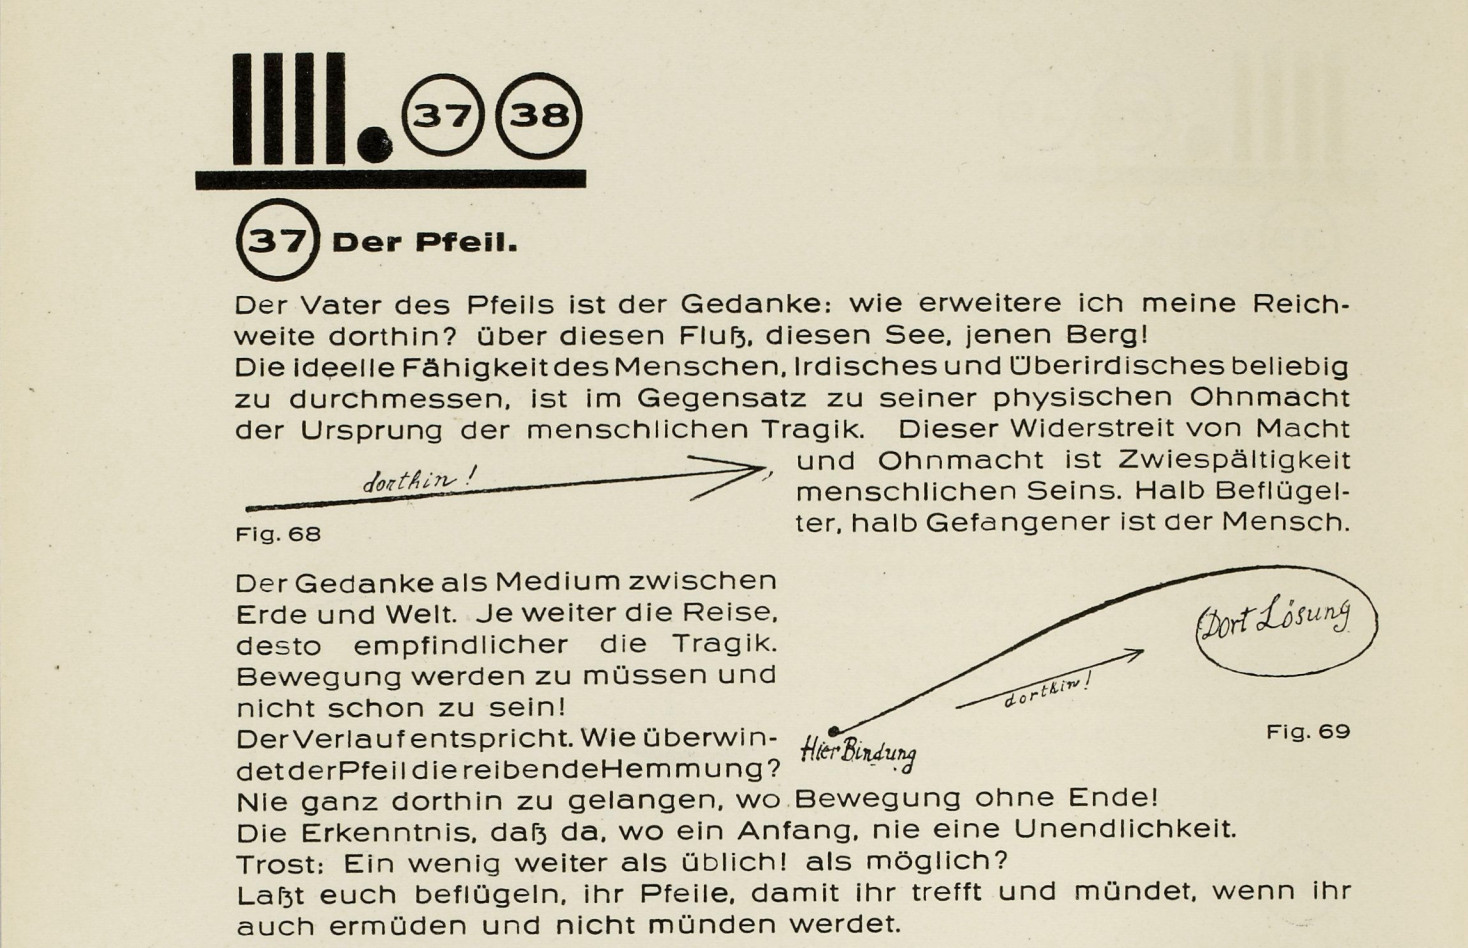 IIII. 37 38
37 Der Pfeil.
Der Vater des Pfeils ist der Gedanke: wie erweitere ich meine Reich-
weite dorthin? über diesen Fluß, diesen See, jenen Berg!
Die ideelle Fähigkeit des Menschen, Irdisches und Überirdisches beliebig
zu durchmessen, ist im Gegensatz zu seiner physischen Ohnmacht
der Ursprung der menschlichen Tragik. Dieser Widerstreit von Macht
und Ohnmacht ist Zwiespältigkeit
menschlichen Seins. Halb Beflügel-
ter, halb Gefangener ist der Mensch.
dorthin!
Fig. 68
Der Gedanke als Medium zwischen
Erde und Welt. Je weiter die Reise,
desto empfindlicher die Tragik.
Bewegung werden zu müssen und
nicht schon zu sein!
Der Verlauf entspricht. Wie überwin-
det der Pfeil die reibende Hemmung?
Dort Lösung
dorthin!
Hier Bindung
Fig. 69
Nie ganz dorthin zu gelangen, wo Bewegung ohne Ende!
Die Erkenntnis, daß da, wo ein Anfang, nie eine Unendlichkeit.
Trost: Ein wenig weiter als üblich! als möglich?
Laßt euch beflügeln, ihr Pfeile, damit ihr trefft und mündet, wenn ihr
auch ermüden und nicht münden werdet.